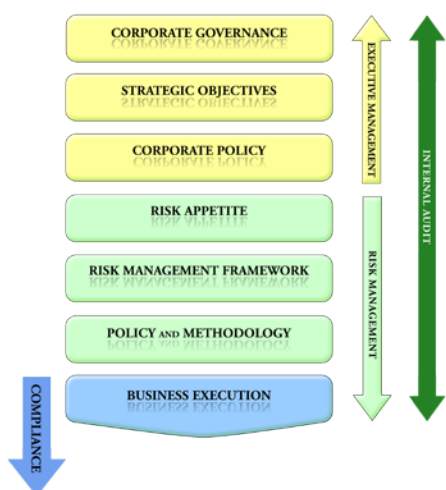 CORPORATE GOVERNANCE
STRATEGIC OBJECTIVES
CORPORATE POLICY
RISK APPETITE
RISK MANAGEMENT FRAMEWORK
POLICY AND METHODOLOGY
BUSINESS EXECUTION
EXECUTIVE MANAGEMENT
RISK MANAGEMENT
INTERNAL AUDIT
COMPLIANCE